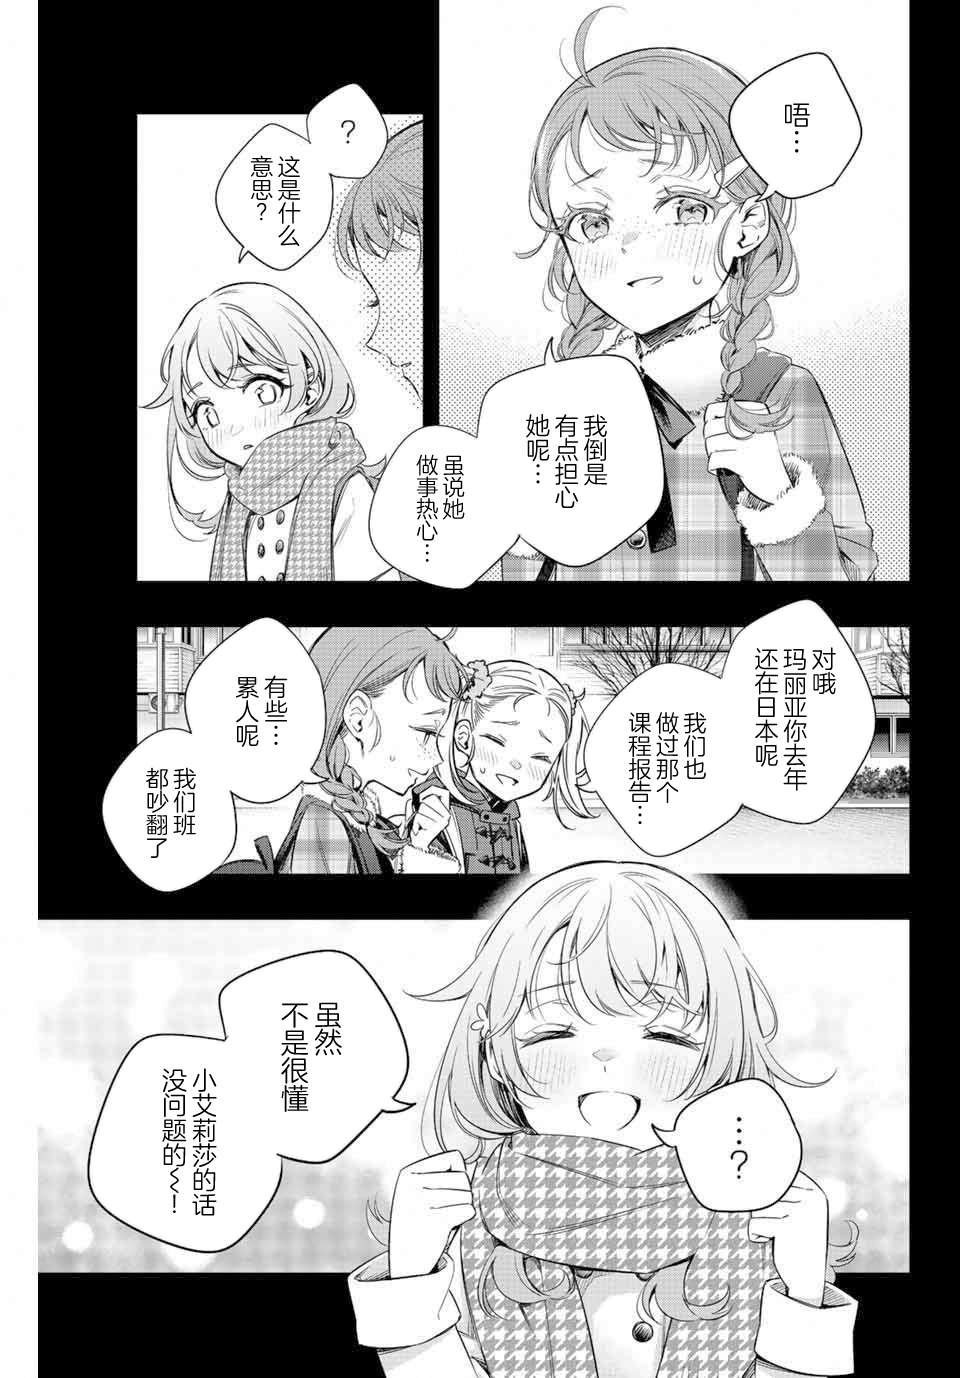 唔…
我倒是
有点担心
她呢…
虽说她
做事热心…
？
这是什么
意思？
对哦
玛丽亚你去年
还在日本呢
我们也
做过那个
课程报告…
有些…
累人呢
我们班
都吵翻了
…？
虽然
不是很懂
小艾莉莎的话
没问题的～！